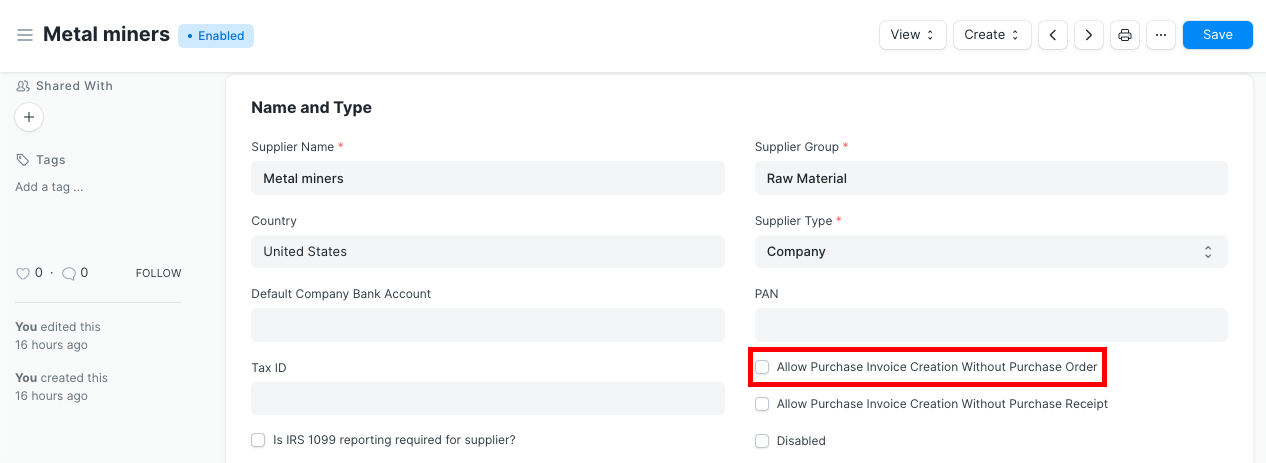 Metal miners
• Enabled
View
Create
...
Save
Shared With
+
Tags
Add a tag ...
0 · 0
FOLLOW
You edited this
16 hours ago
You created this
16 hours ago
Name and Type
Supplier Name *
Metal miners
Country
United States
Default Company Bank Account
Tax ID
Is IRS 1099 reporting required for supplier?
Supplier Group *
Raw Material
Supplier Type *
Company
PAN
Allow Purchase Invoice Creation Without Purchase Order
Allow Purchase Invoice Creation Without Purchase Receipt
Disabled